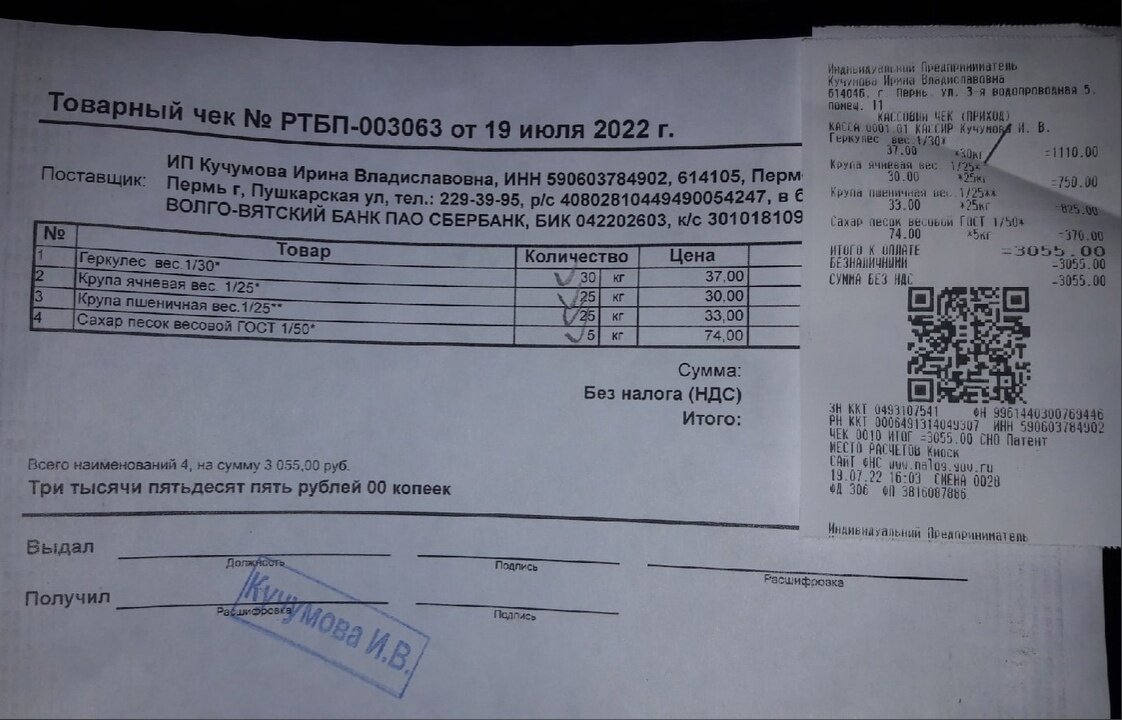 Товарный чек № РТБП-003063 от 19 июля 2022 г.
Поставщик:
ИП Кучумова Ирина Владиславовна, ИНН 590603784902, 614105, Перм
Пермь г, Пушкарская ул, тел.: 229-39-95, р/с 40802810449490054247, в б
ВОЛГО-ВЯТСКИЙ БАНК ПАО СБЕРБАНК, БИК 042202603, к/с 301018109
№ Товар Количество Цена
1 Геркулес вес.1/30* 30 кг 37,00
2 Крупа ячневая вес. 1/25* 25 кг 30,00
3 Крупа пшеничная вес.1/25** 25 кг 33,00
4 Сахар песок весовой ГОСТ 1/50* 5 кг 74,00
Сумма:
Без налога (НДС)
Итого:
Всего наименований 4, на сумму 3 055,00 руб.
Три тысячи пятьдесят пять рублей 00 копеек
Выдал
Должность Подпись Расшифровка
Получил
Расшифровка Подпись
Кучумова И.В.
Индивидуальный Предприниматель
Кучумова Ирина Владиславовна
614046, г Пермь, ул. 3-я водопроводная 5,
помещ. 11
КАССОВЫЙ ЧЕК (ПРИХОД)
КАССА 0001.01 КАССИР Кучумова И. В.
Геркулес вес.1/30*
37.00 *30кг =1110.00
Крупа ячневая вес. 1/25*
30.00 *25кг =750.00
Крупа пшеничная вес.1/25**
33.00 *25кг =825.00
Сахар песок весовой ГОСТ 1/50*
74.00 *5кг =370.00
ИТОГО К ОПЛАТЕ =3055.00
БЕЗНАЛИЧНЫМИ =3055.00
СУММА БЕЗ НДС =3055.00
ЗН ККТ 0493107541 ФН 9961440300769446
РН ККТ 0006491314049307 ИНН 590603784902
ЧЕК 0010 ИТОГ =3055.00 СНО Патент
МЕСТО РАСЧЕТОВ Киоск
САЙТ ФНС www.nalog.gov.ru
19.07.22 16:03 СМЕНА 0028
ФД 306 ФП 3816087886
Индивидуальний Предприниматель